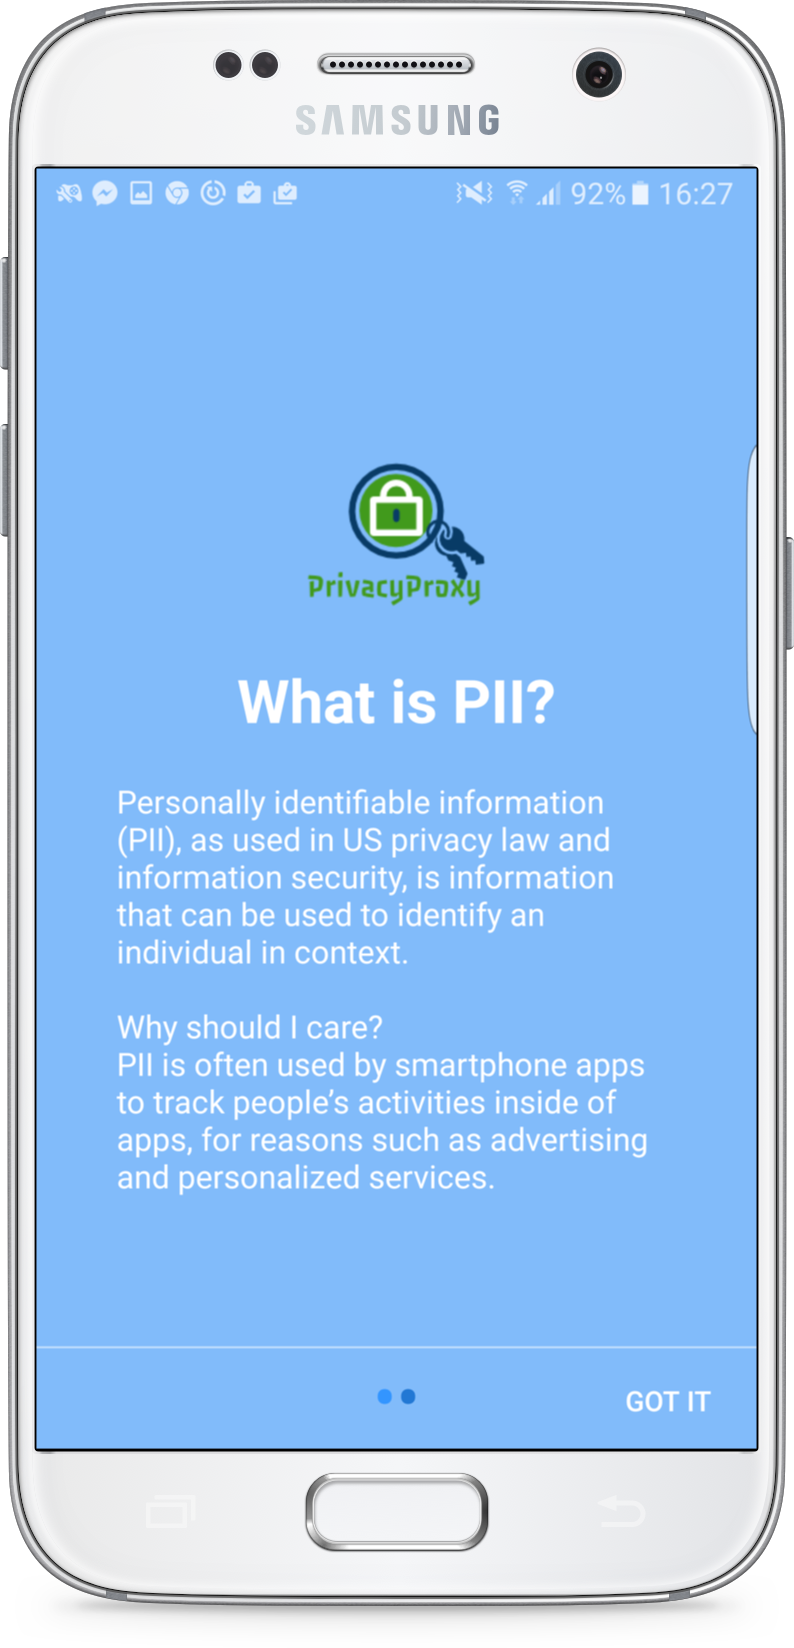 SAMSUNG
92% 16:27
PrivacyProxy
What is PII?
Personally identifiable information
(PII), as used in US privacy law and
information security, is information
that can be used to identify an
individual in context.
Why should I care?
PII is often used by smartphone apps
to track people’s activities inside of
apps, for reasons such as advertising
and personalized services.
GOT IT